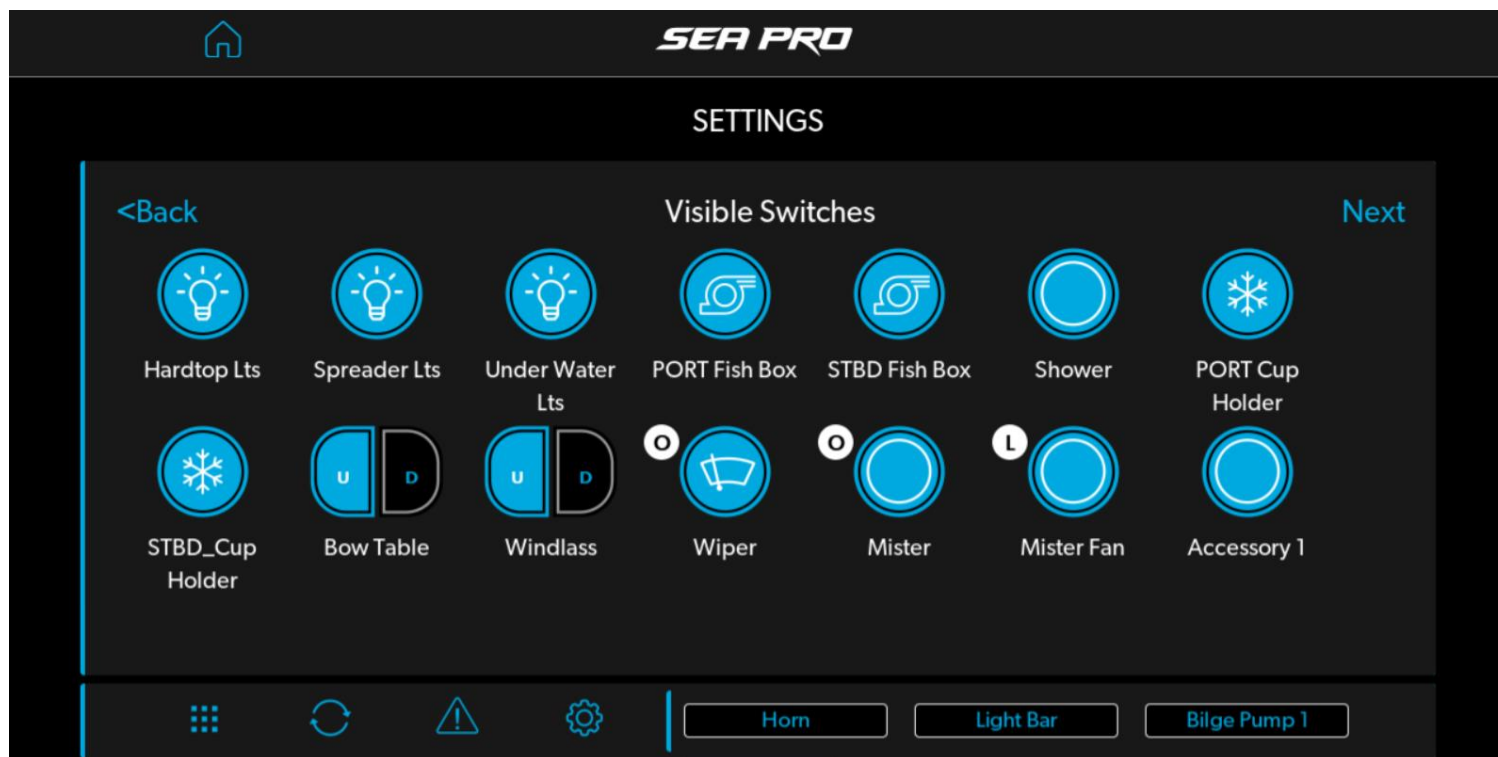 SEA PRO
SETTINGS
<Back
Visible Switches
Next
Hardtop Lts
Spreader Lts
Under Water
Lts
PORT Fish Box
STBD Fish Box
Shower
PORT Cup
Holder
U D
U D
O
O
L
STBD_Cup
Holder
Bow Table
Windlass
Wiper
Mister
Mister Fan
Accessory 1
Horn
Light Bar
Bilge Pump 1